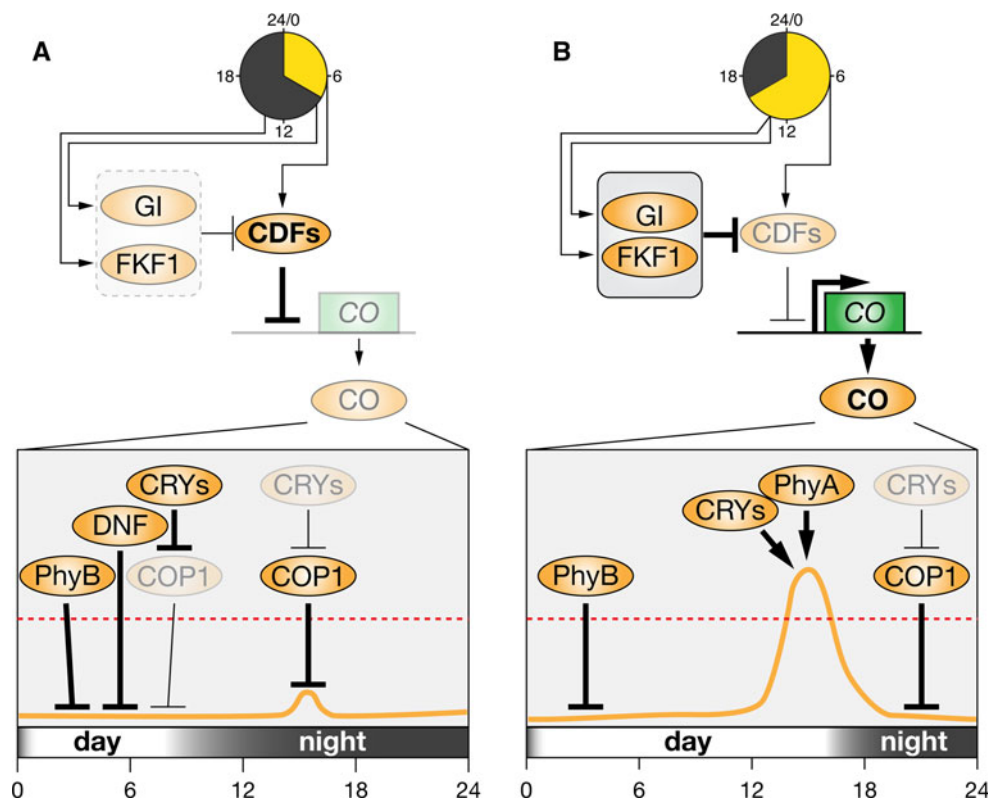 A
24/0
18
6
12
GI
FKF1
CDFs
CO
CO
CRYs
CRYs
DNF
PhyB
COP1
COP1
day
night
0
6
12
18
24
B
24/0
18
6
12
GI
FKF1
CDFs
CO
CO
PhyA
CRYs
CRYs
PhyB
COP1
day
night
0
6
12
18
24